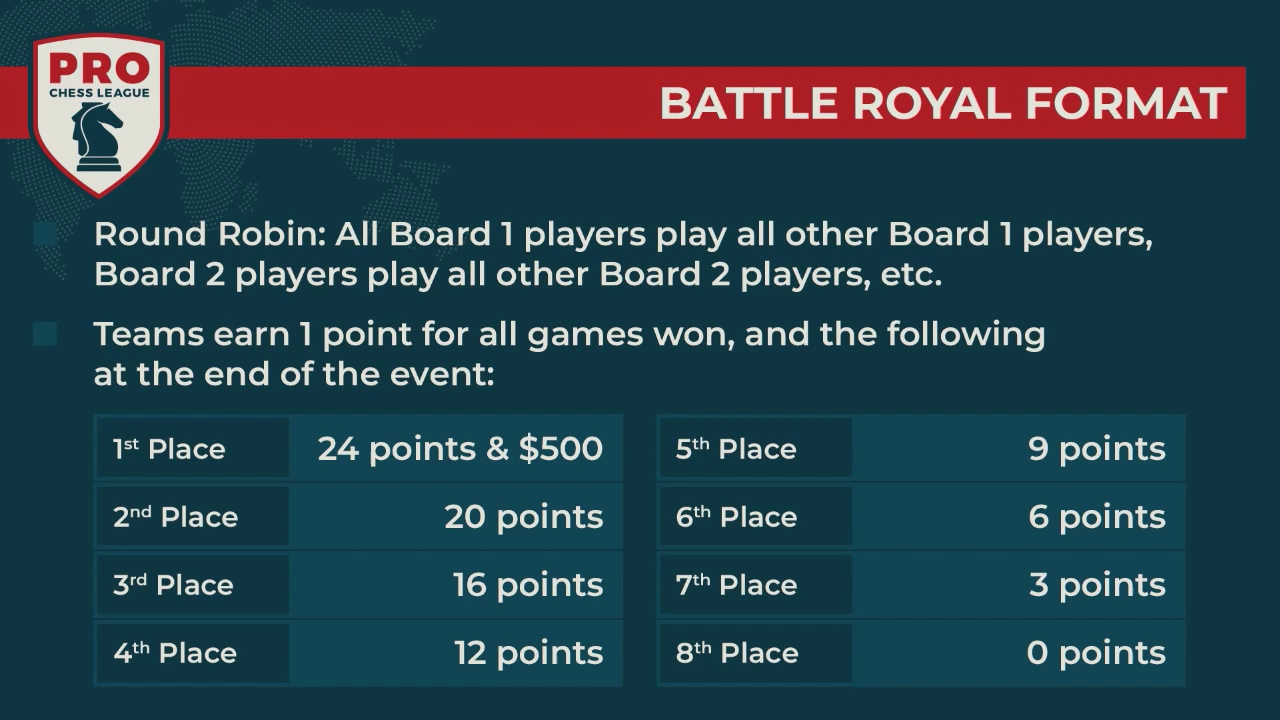 PRO
CHESS LEAGUE
BATTLE ROYAL FORMAT
Round Robin: All Board 1 players play all other Board 1 players,
Board 2 players play all other Board 2 players, etc.
Teams earn 1 point for all games won, and the following
at the end of the event:
1st Place 24 points & $500
2nd Place 20 points
3rd Place 16 points
4th Place 12 points
5th Place 9 points
6th Place 6 points
7th Place 3 points
8th Place 0 points